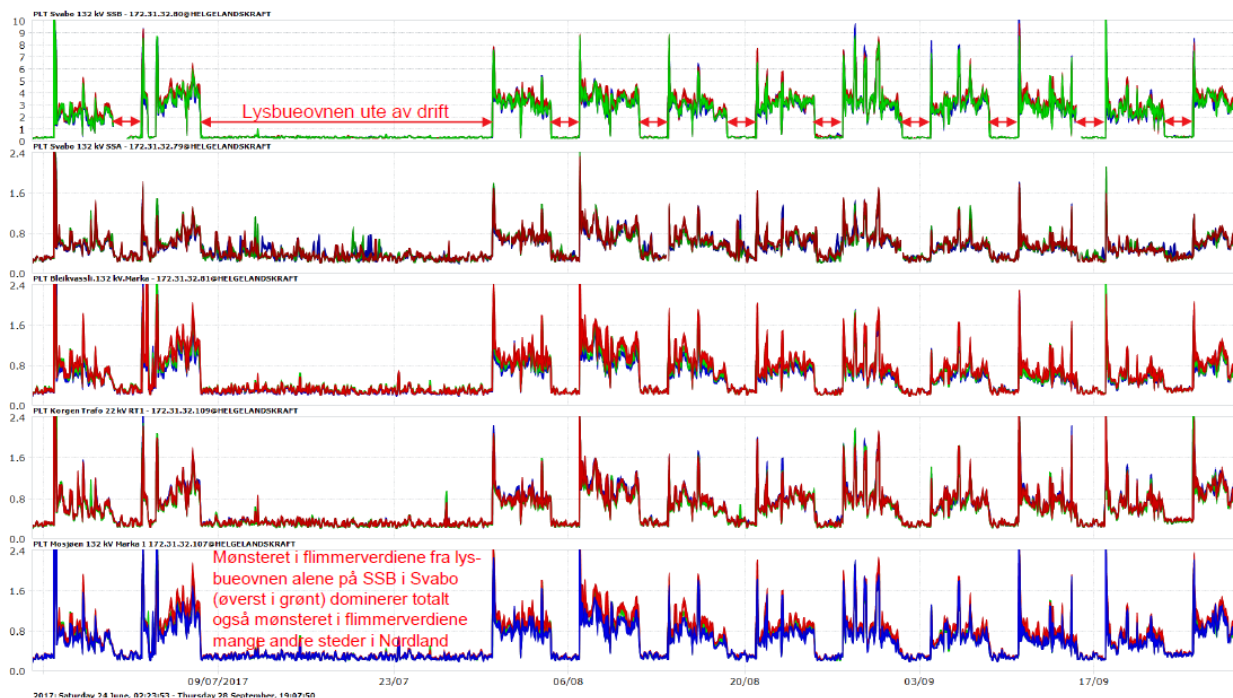 PLT Svabo 132 kV SSB - 172.31.32.80@HELGELANDSKRAFT
10
9
8
7
6
5
4
3
2
1
0
Lysbueovnen ute av drift
PLT Svabo 132 kV SSA - 172.31.32.79@HELGELANDSKRAFT
2.4
1.6
0.8
0.0
PLT Bleikvassli.132 kV.Marka - 172.31.32.81@HELGELANDSKRAFT
2.4
1.6
0.8
0.0
PLT Korgen Trafo 22 kV RT1 - 172.31.32.109@HELGELANDSKRAFT
2.4
1.6
0.8
0.0
PLT Mosjøen 132 kV Marka 1 172.31.32.107@HELGELANDSKRAFT
2.4
1.6
0.8
0.0
Mønsteret i flimmerverdiene fra lys-
bueovnen alene på SSB i Svabo
(øverst i grønt) dominerer totalt
også mønsteret i flimmerverdiene
mange andre steder i Nordland
09/07/2017 23/07 06/08 20/08 03/09 17/09
2017: Saturday 24 June, 02:23:53 - Thursday 28 September, 19:07:50